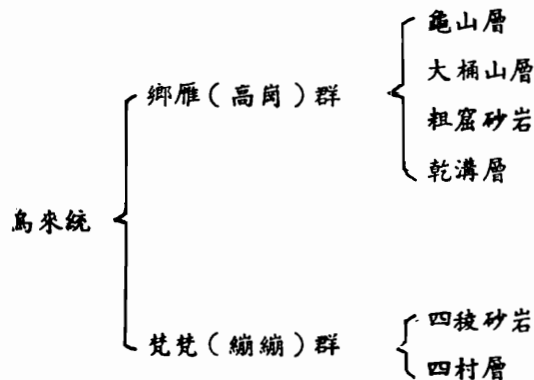 龜山層
鄉雁（高崗）群
大桶山層
粗窟砂岩
乾溝層
烏來統
梵梵（繃繃）群
四稜砂岩
四村層